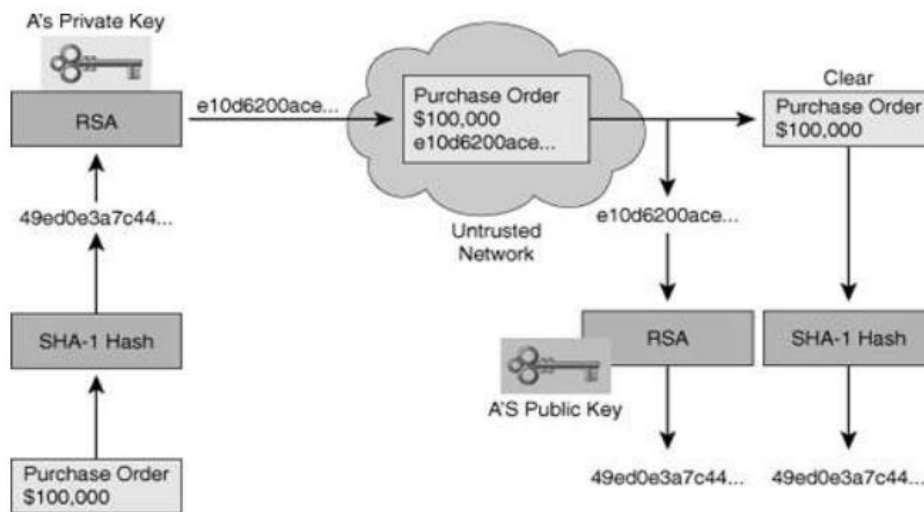 A's Private Key
RSA
e10d6200ace...
49ed0e3a7c44...
SHA-1 Hash
Purchase Order
$100,000
Purchase Order
$100,000
e10d6200ace...
Untrusted
Network
Clear
Purchase Order
$100,000
e10d6200ace...
RSA
A'S Public Key
49ed0e3a7c44...
SHA-1 Hash
49ed0e3a7c44...